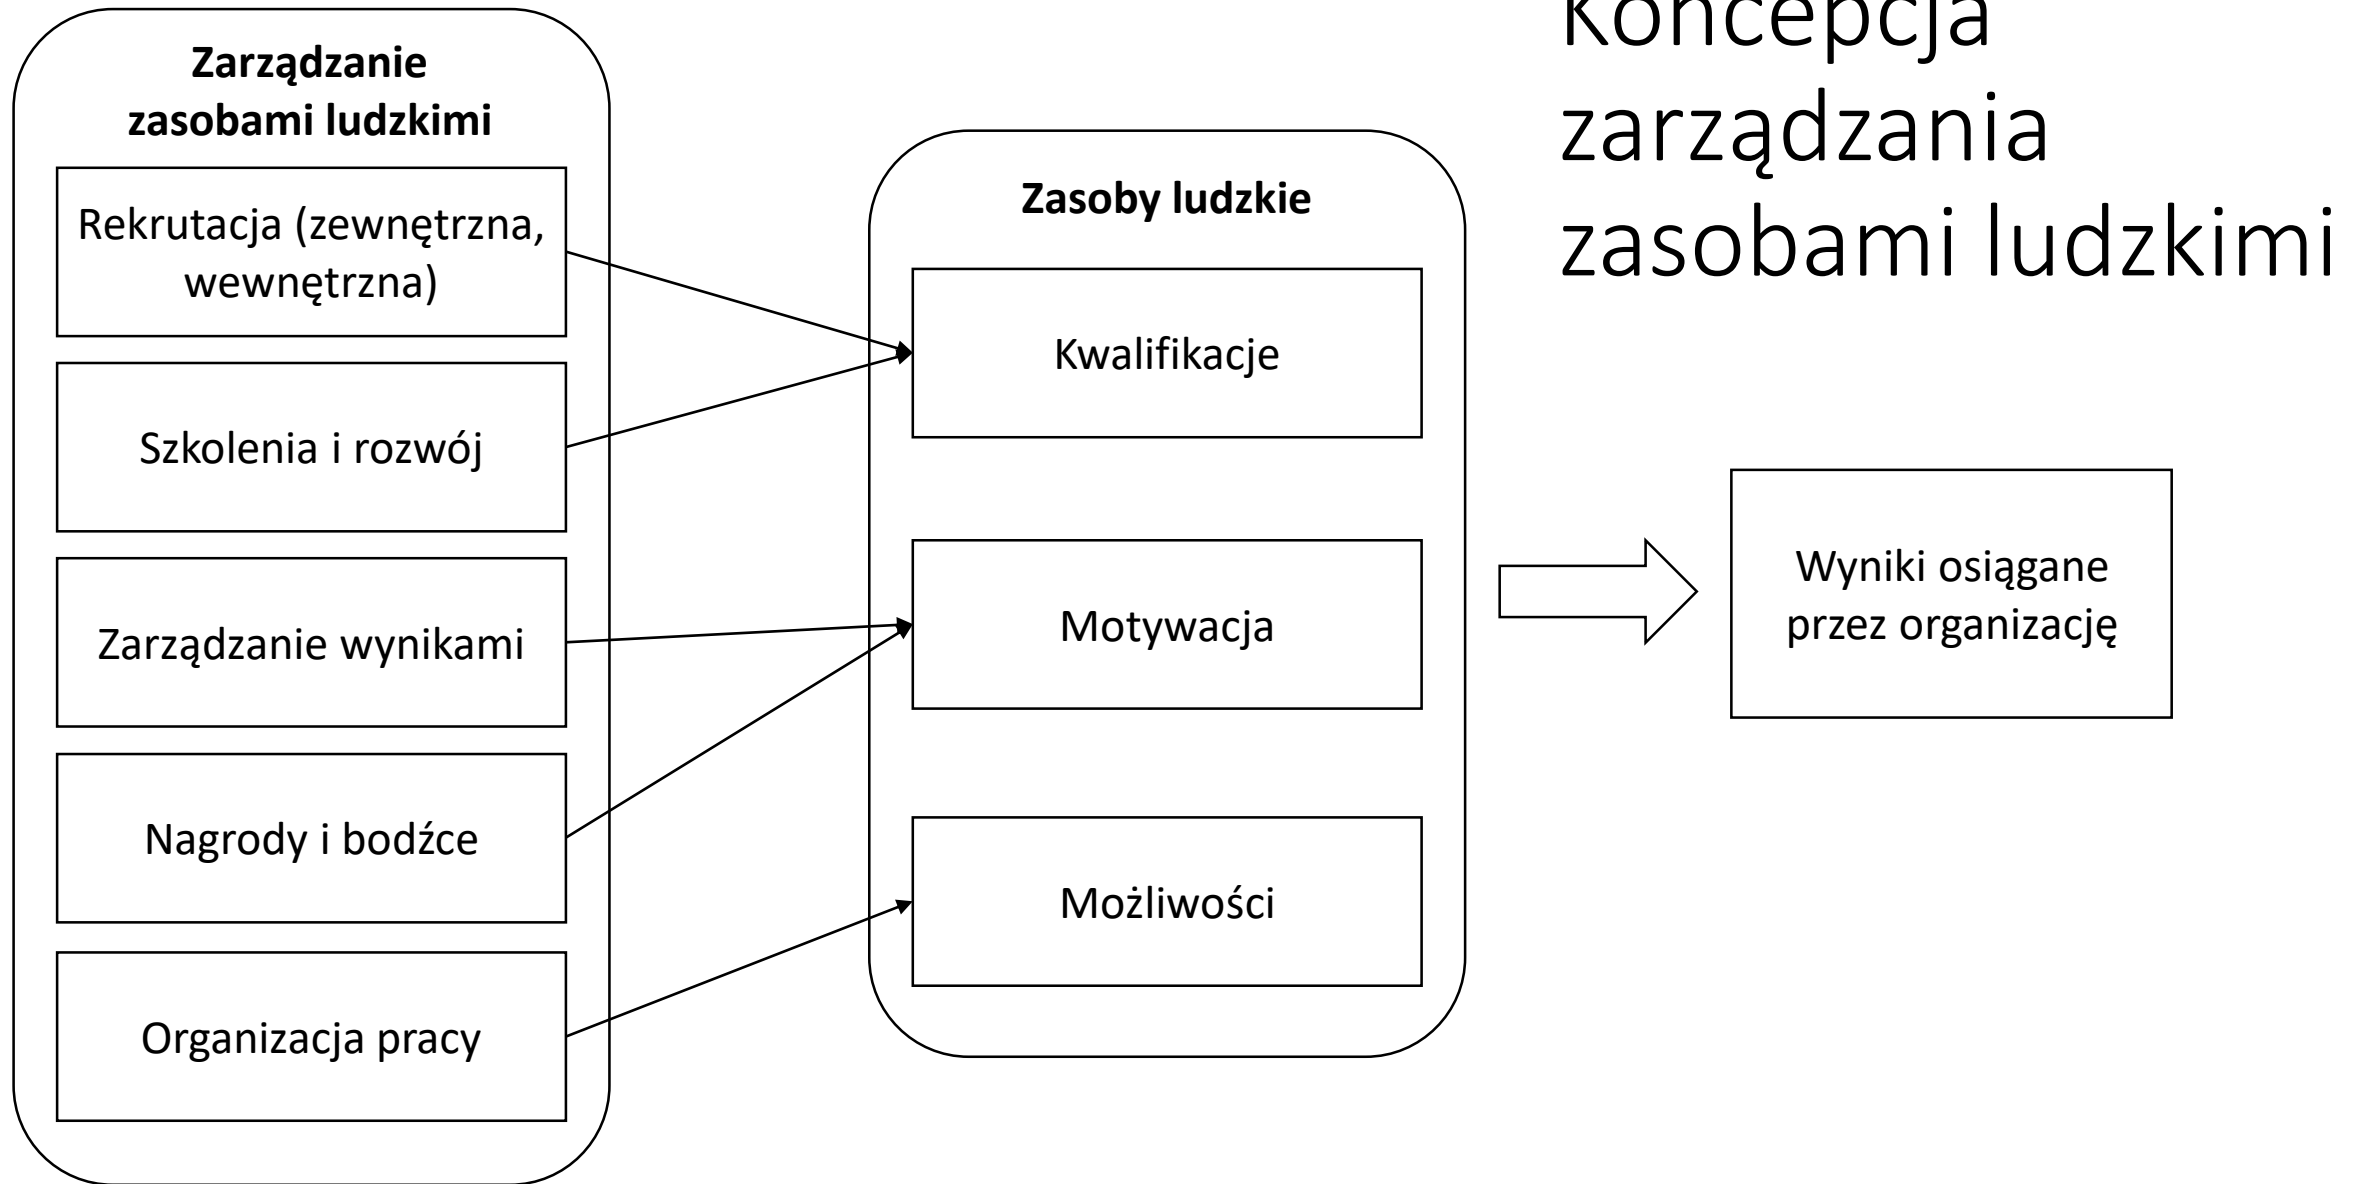 Koncepcja
zarządzania
zasobami ludzkimi
Zarządzanie
zasobami ludzkimi
Rekrutacja (zewnętrzna,
wewnętrzna)
Szkolenia i rozwój
Zarządzanie wynikami
Nagrody i bodźce
Organizacja pracy
Zasoby ludzkie
Kwalifikacje
Motywacja
Możliwości
Wyniki osiągane
przez organizację